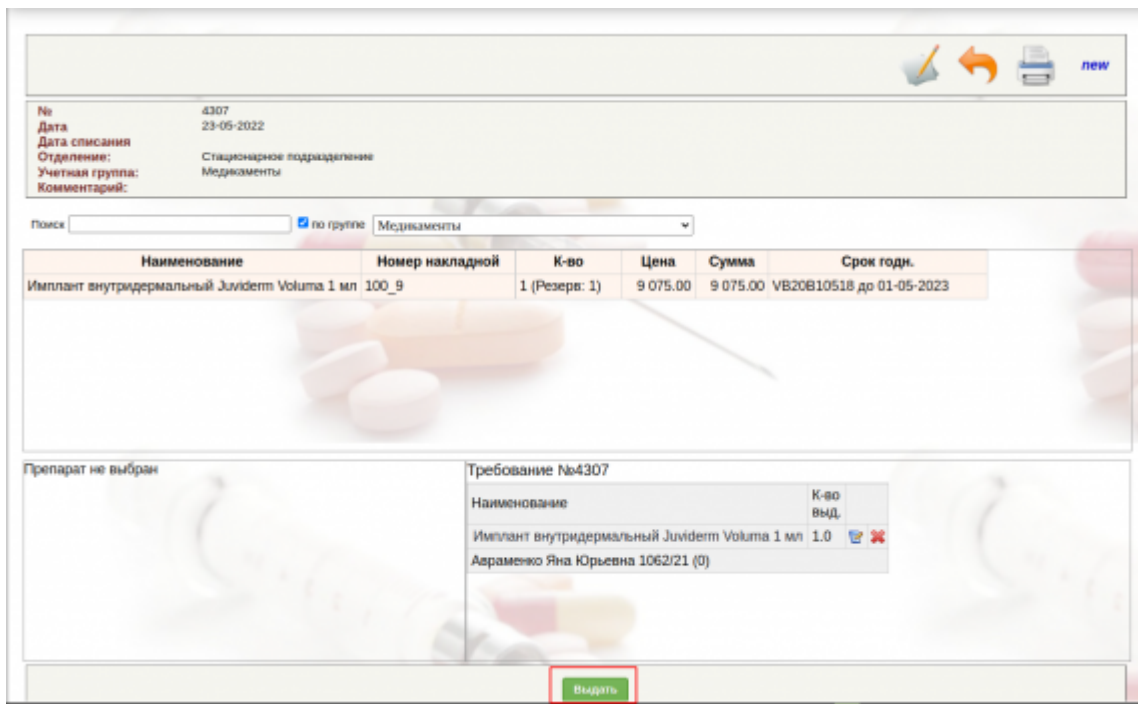 new
№ 4307
Дата 23-05-2022
Дата списания
Отделение: Стационарное подразделение
Учетная группа: Медикаменты
Комментарий:
Поиск по группе Медикаменты
Наименование Номер накладной К-во Цена Сумма Срок годн.
Имплант внутридермальный Juviderm Voluma 1 мл 100_9 1 (Резерв: 1) 9 075.00 9 075.00 VB20B10518 до 01-05-2023
Препарат не выбран
Требование №4307
Наименование К-во выд.
Имплант внутридермальный Juviderm Voluma 1 мл 1.0
Авраменко Яна Юрьевна 1062/21 (0)
Выдать